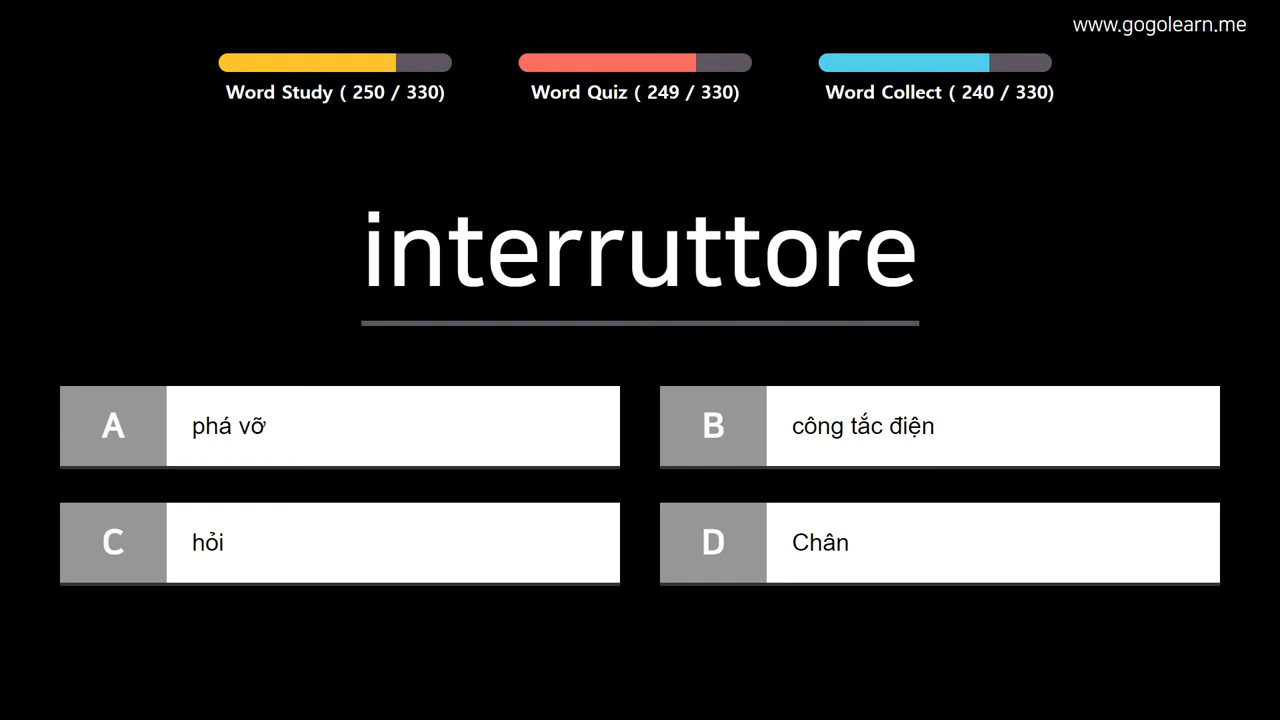 www.gogolearn.me
Word Study ( 250 / 330)
Word Quiz ( 249 / 330)
Word Collect ( 240 / 330)
interruttore
A phá vỡ
B công tắc điện
C hỏi
D Chân